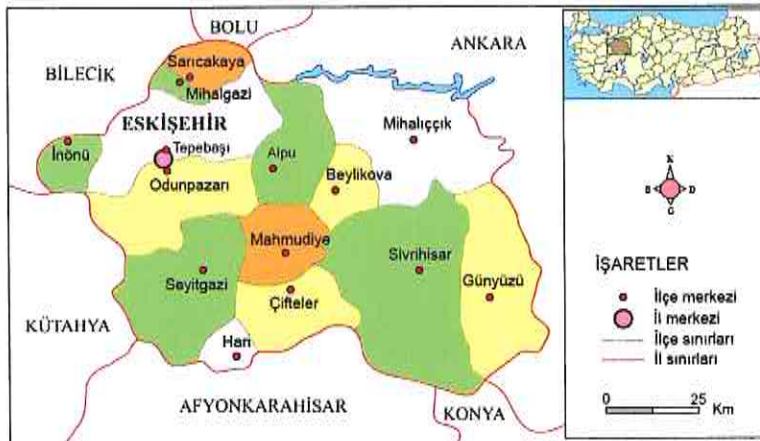 BOLU
ANKARA
BİLECİK
Sarıcakaya
Mihalgazi
ESKİŞEHİR
Mihalıççık
Tepebaşı
İnönü
Alpu
Odunpazarı
Beylikova
Mahmudiye
Sivrihisar
Seyitgazi
Günyüzü
Çifteler
KÜTAHYA
Hari
AFYONKARAHİSAR
KONYA
K
B
D
G
İŞARETLER
İlçe merkezi
İl merkezi
İlçe sınırları
İl sınırları
0 25
Km